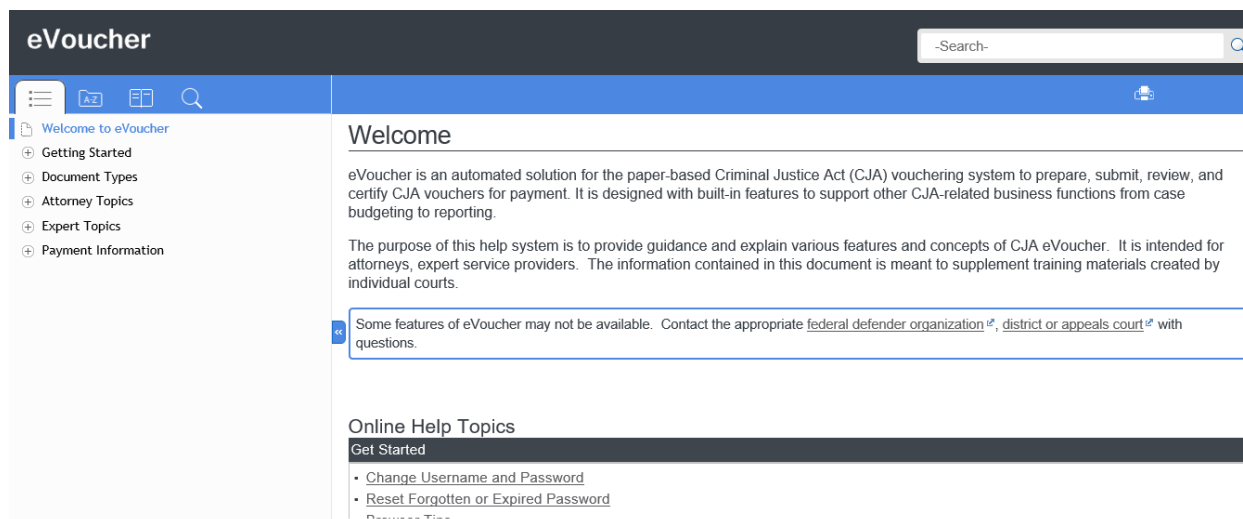 eVoucher
-Search-
A-Z
Welcome to eVoucher
Getting Started
Document Types
Attorney Topics
Expert Topics
Payment Information
Welcome
eVoucher is an automated solution for the paper-based Criminal Justice Act (CJA) vouchering system to prepare, submit, review, and
certify CJA vouchers for payment. It is designed with built-in features to support other CJA-related business functions from case
budgeting to reporting.
The purpose of this help system is to provide guidance and explain various features and concepts of CJA eVoucher. It is intended for
attorneys, expert service providers. The information contained in this document is meant to supplement training materials created by
individual courts.
Some features of eVoucher may not be available. Contact the appropriate federal defender organization, district or appeals court with
questions.
Online Help Topics
Get Started
Change Username and Password
Reset Forgotten or Expired Password
Browser Tips